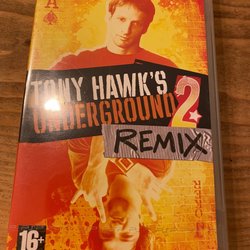 A
TONY HAWK'S
UNDERGROUND 2
REMIX
16+